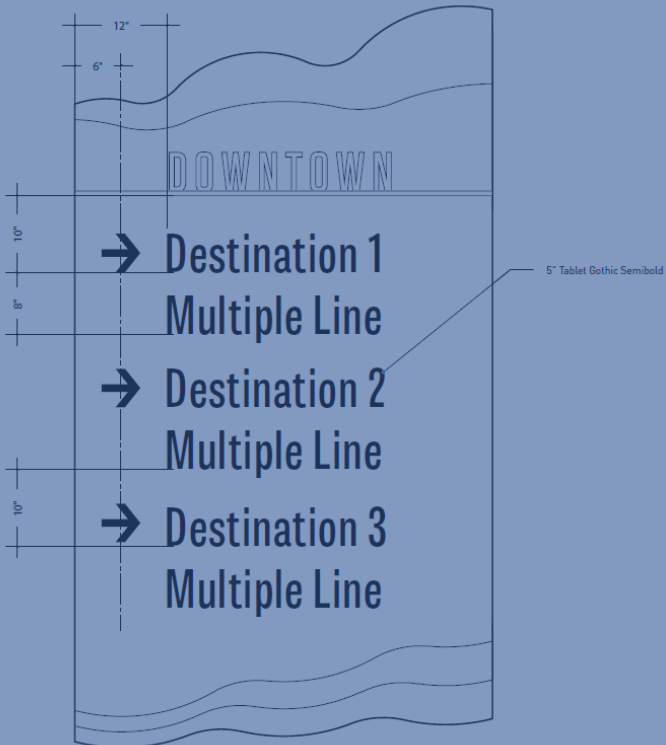 12"
6"
DOWNTOWN
10"
Destination 1
8"
Multiple Line
5" Tablet Gothic Semibold
Destination 2
Multiple Line
10"
Destination 3
Multiple Line